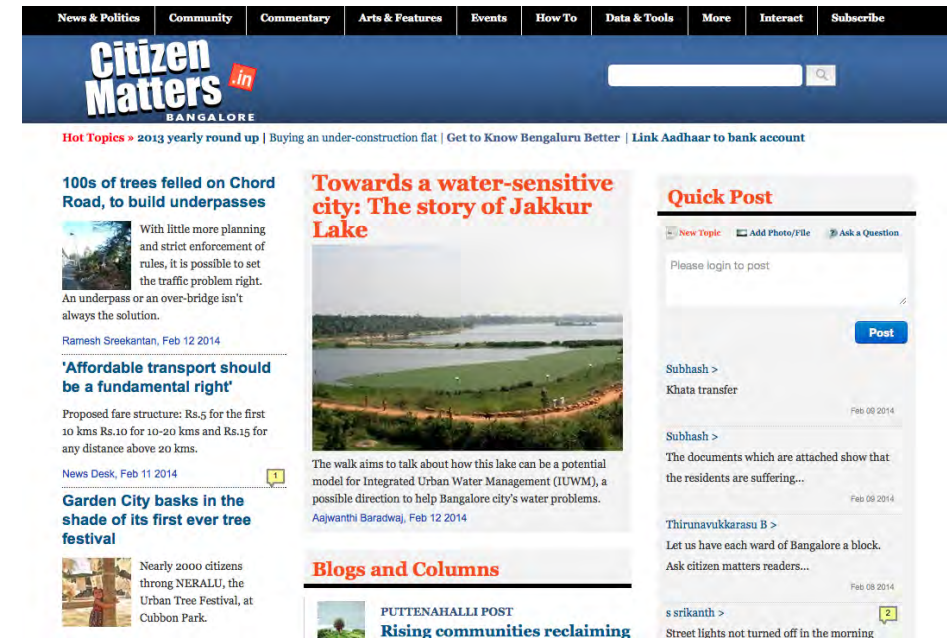 News & Politics
Community
Commentary
Arts & Features
Events
How To
Data & Tools
More
Interact
Subscribe
Citizen
Matters
.in
BANGALORE
Hot Topics » 2013 yearly round up | Buying an under-construction flat | Get to Know Bengaluru Better | Link Aadhaar to bank account
100s of trees felled on Chord
Road, to build underpasses
With little more planning
and strict enforcement of
rules, it is possible to set
the traffic problem right.
An underpass or an over-bridge isn't
always the solution.
Ramesh Sreekantan, Feb 12 2014
'Affordable transport should
be a fundamental right'
Proposed fare structure: Rs.5 for the first
10 kms Rs.10 for 10-20 kms and Rs.15 for
any distance above 20 kms.
News Desk, Feb 11 2014
1
Garden City basks in the
shade of its first ever tree
festival
Nearly 2000 citizens
throng NERALU, the
Urban Tree Festival, at
Cubbon Park.
Towards a water-sensitive
city: The story of Jakkur
Lake
The walk aims to talk about how this lake can be a potential
model for Integrated Urban Water Management (IUWM), a
possible direction to help Bangalore city's water problems.
Aajwanthi Baradwaj, Feb 12 2014
Blogs and Columns
PUTTENAHALLI POST
Rising communities reclaiming
Quick Post
New Topic
Add Photo/File
Ask a Question
Please login to post
Post
Subhash >
Khata transfer
Feb 09 2014
Subhash >
The documents which are attached show that
the residents are suffering...
Feb 09 2014
Thirunavukkarasu B >
Let us have each ward of Bangalore a block.
Ask citizen matters readers...
Feb 08 2014
s srikanth >
2
Street lights not turned off in the morning